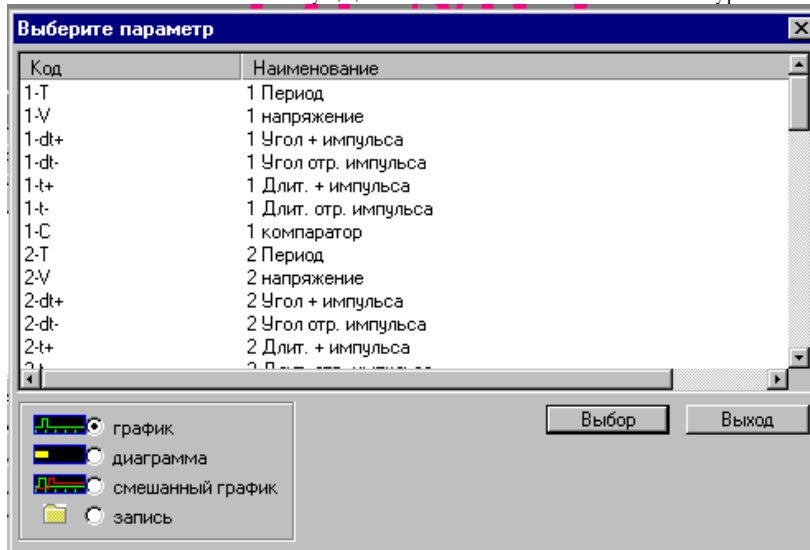 Выберите параметр
Код Наименование
1-T 1 Период
1-V 1 напряжение
1-dt+ 1 Угол + импульса
1-dt- 1 Угол отр. импульса
1-t+ 1 Длит. + импульса
1-t- 1 Длит. отр. импульса
1-C 1 компаратор
2-T 2 Период
2-V 2 напряжение
2-dt+ 2 Угол + импульса
2-dt- 2 Угол отр. импульса
2-t+ 2 Длит. + импульса
график
диаграмма
смешанный график
запись
Выбор Выход